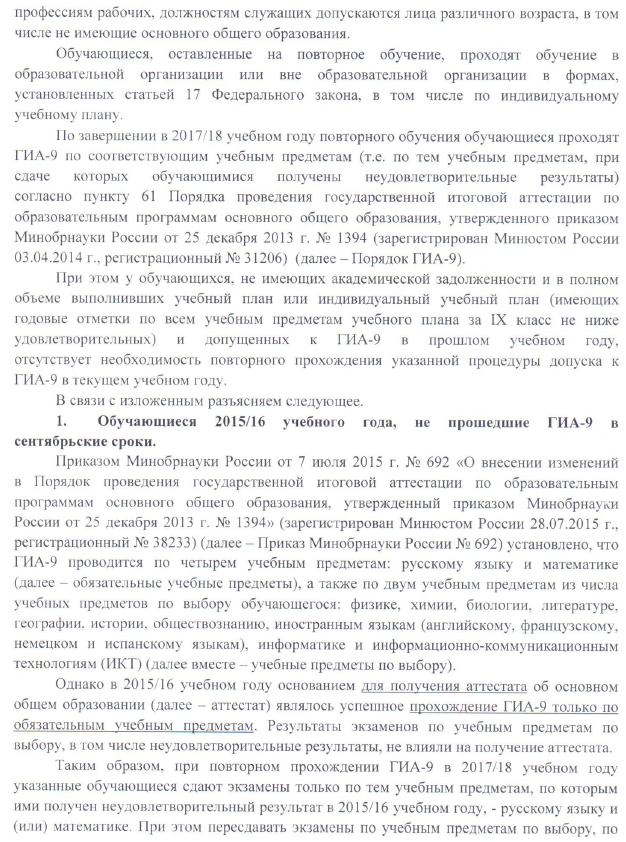 профессиям рабочих, должностям служащих допускаются лица различного возраста, в том
числе не имеющие основного общего образования.
Обучающиеся, оставленные на повторное обучение, проходят обучение в
образовательной организации или вне образовательной организации в формах,
установленных статьей 17 Федерального закона, в том числе по индивидуальному
учебному плану.
По завершении в 2017/18 учебном году повторного обучения обучающиеся проходят
ГИА-9 по соответствующим учебным предметам (т.е. по тем учебным предметам, при
сдаче которых обучающимися получены неудовлетворительные результаты)
согласно пункту 61 Порядка проведения государственной итоговой аттестации по
образовательным программам основного общего образования, утвержденного приказом
Минобрнауки России от 25 декабря 2013 г. № 1394 (зарегистрирован Минюстом России
03.04.2014 г., регистрационный № 31206) (далее – Порядок ГИА-9).
При этом у обучающихся, не имеющих академической задолженности и в полном
объеме выполнивших учебный план или индивидуальный учебный план (имеющих
годовые отметки по всем учебным предметам учебного плана за IX класс не ниже
удовлетворительных) и допущенных к ГИА-9 в прошлом учебном году,
отсутствует необходимость повторного прохождения указанной процедуры допуска к
ГИА-9 в текущем учебном году.
В связи с изложенным разъясняем следующее.
1. Обучающиеся 2015/16 учебного года, не прошедшие ГИА-9 в
сентябрьские сроки.
Приказом Минобрнауки России от 7 июля 2015 г. № 692 «О внесении изменений
в Порядок проведения государственной итоговой аттестации по образовательным
программам основного общего образования, утвержденный приказом Минобрнауки
России от 25 декабря 2013 г. № 1394» (зарегистрирован Минюстом России 28.07.2015 г.,
регистрационный № 38233) (далее – Приказ Минобрнауки России № 692) установлено, что
ГИА-9 проводится по четырем учебным предметам: русскому языку и математике
(далее – обязательные учебные предметы), а также по двум учебным предметам из числа
учебных предметов по выбору обучающегося: физике, химии, биологии, литературе,
географии, истории, обществознанию, иностранным языкам (английскому, французскому,
немецком и испанскому языкам), информатике и информационно-коммуникационным
технологиям (ИКТ) (далее вместе – учебные предметы по выбору).
Однако в 2015/16 учебном году основанием для получения аттестата об основном
общем образовании (далее – аттестат) являлось успешное прохождение ГИА-9 только по
обязательным учебным предметам. Результаты экзаменов по учебным предметам по
выбору, в том числе неудовлетворительные результаты, не влияли на получение аттестата.
Таким образом, при повторном прохождении ГИА-9 в 2017/18 учебном году
указанные обучающиеся сдают экзамены только по тем учебным предметам, по которым
ими получен неудовлетворительный результат в 2015/16 учебном году, - русскому языку и
(или) математике. При этом пересдавать экзамены по учебным предметам по выбору, по